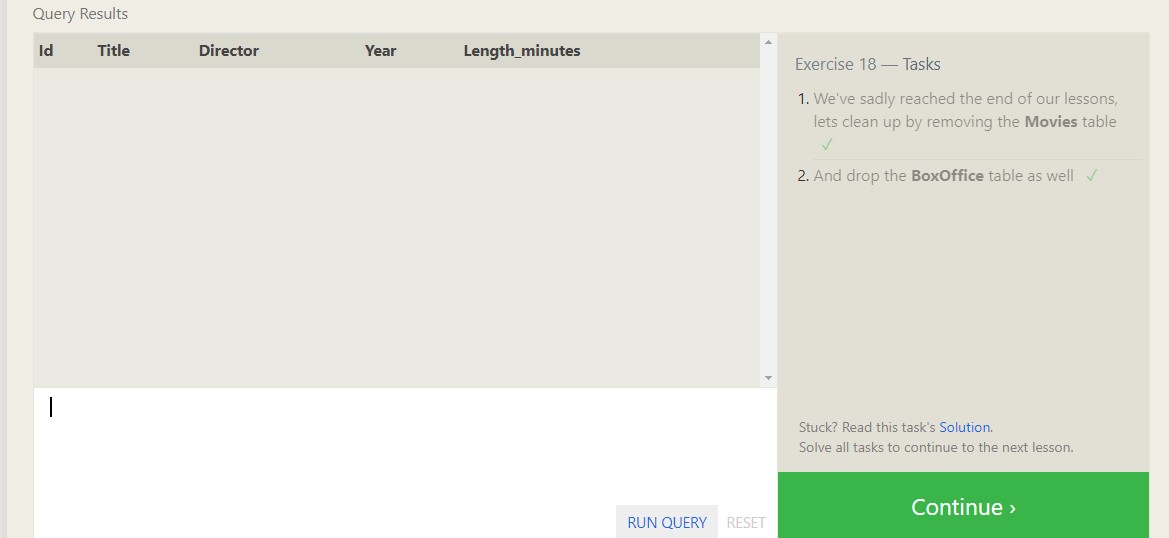 Query Results
Id Title Director Year Length_minutes
Exercise 18 — Tasks
1. We've sadly reached the end of our lessons,
lets clean up by removing the Movies table
✓
2. And drop the BoxOffice table as well ✓
Stuck? Read this task's Solution.
Solve all tasks to continue to the next lesson.
RUN QUERY RESET
Continue ›